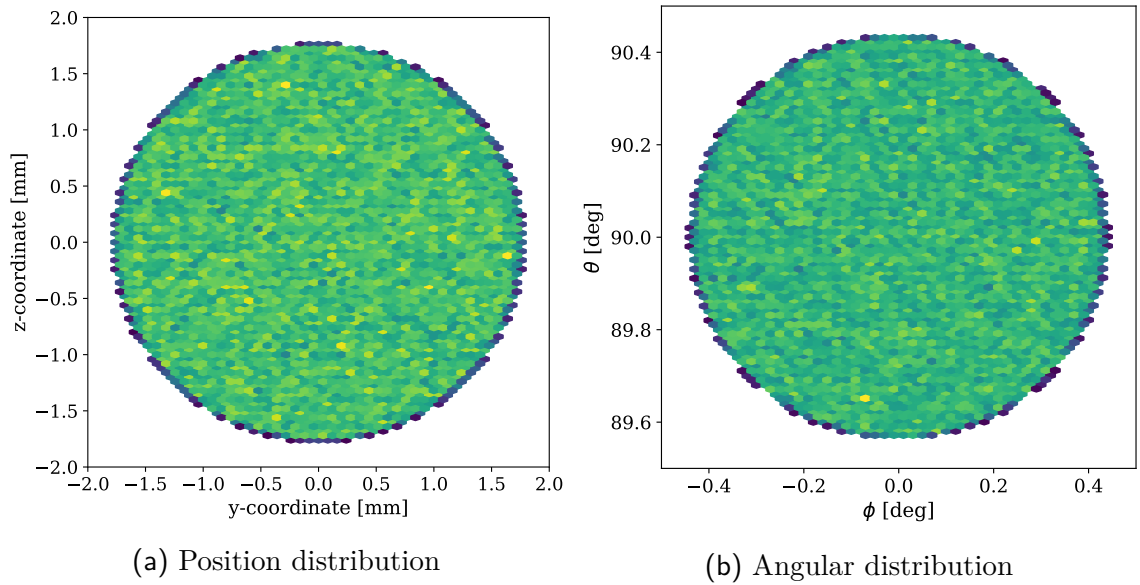 2.0
1.5
1.0
0.5
0.0
−0.5
−1.0
−1.5
−2.0
z-coordinate [mm]
−2.0 −1.5 −1.0 −0.5 0.0 0.5 1.0 1.5 2.0
y-coordinate [mm]
(a) Position distribution
90.4
90.2
90.0
89.8
89.6
θ [deg]
−0.4 −0.2 0.0 0.2 0.4
ϕ [deg]
(b) Angular distribution